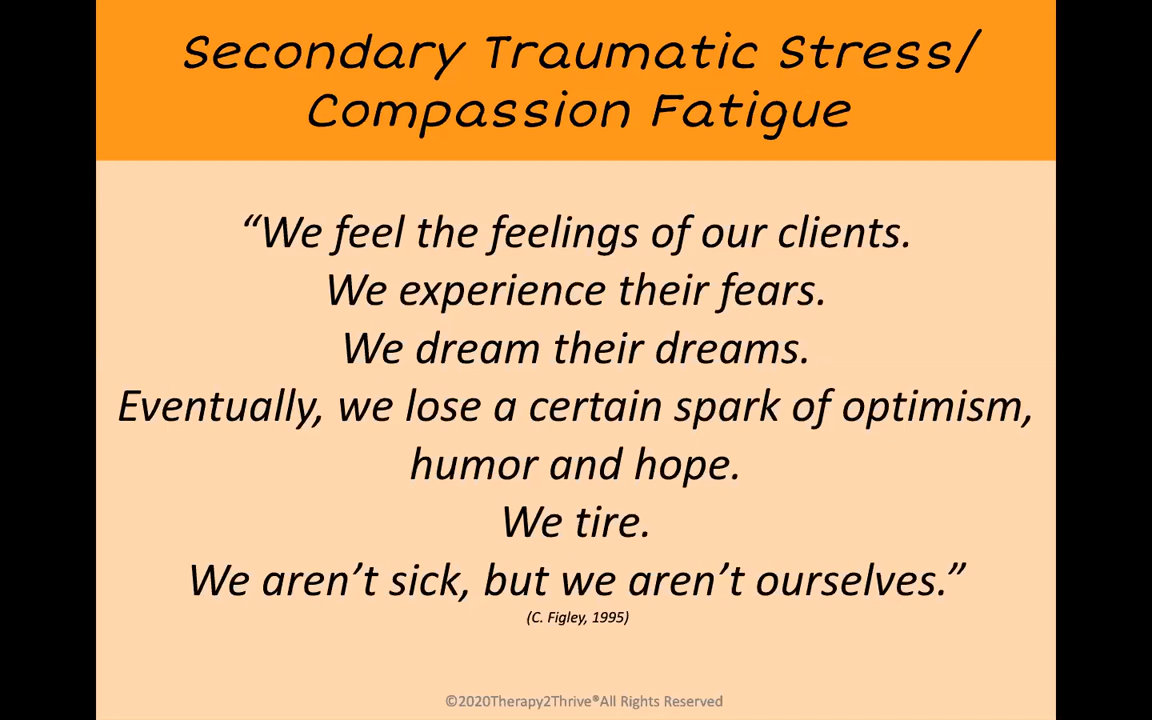 Secondary Traumatic Stress/
Compassion Fatigue
“We feel the feelings of our clients.
We experience their fears.
We dream their dreams.
Eventually, we lose a certain spark of optimism,
humor and hope.
We tire.
We aren’t sick, but we aren’t ourselves.”
(C. Figley, 1995)
©2020Therapy2Thrive®All Rights Reserved